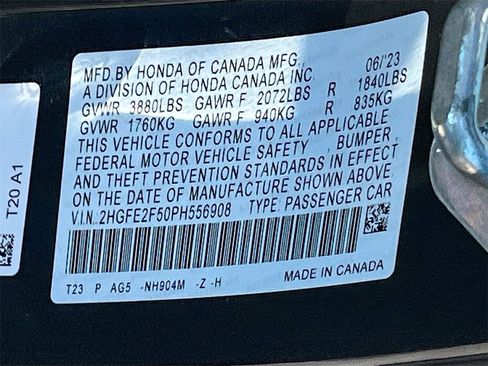 MFD.BY HONDA OF CANADA MFG., 06/'23
A DIVISION OF HONDA CANADA INC.
GVWR 3880LBS GAWR F 2072LBS R 1840LBS
GVWR 1760KG GAWR F 940KG R 835KG
THIS VEHICLE CONFORMS TO ALL APPLICABLE
FEDERAL MOTOR VEHICLE SAFETY, BUMPER,
AND THEFT PREVENTION STANDARDS IN EFFECT
ON THE DATE OF MANUFACTURE SHOWN ABOVE.
V.I.N. 2HGFE2F50PH556908 TYPE: PASSENGER CAR
T23 P AG5 -NH904M -Z -H MADE IN CANADA
T20 A1